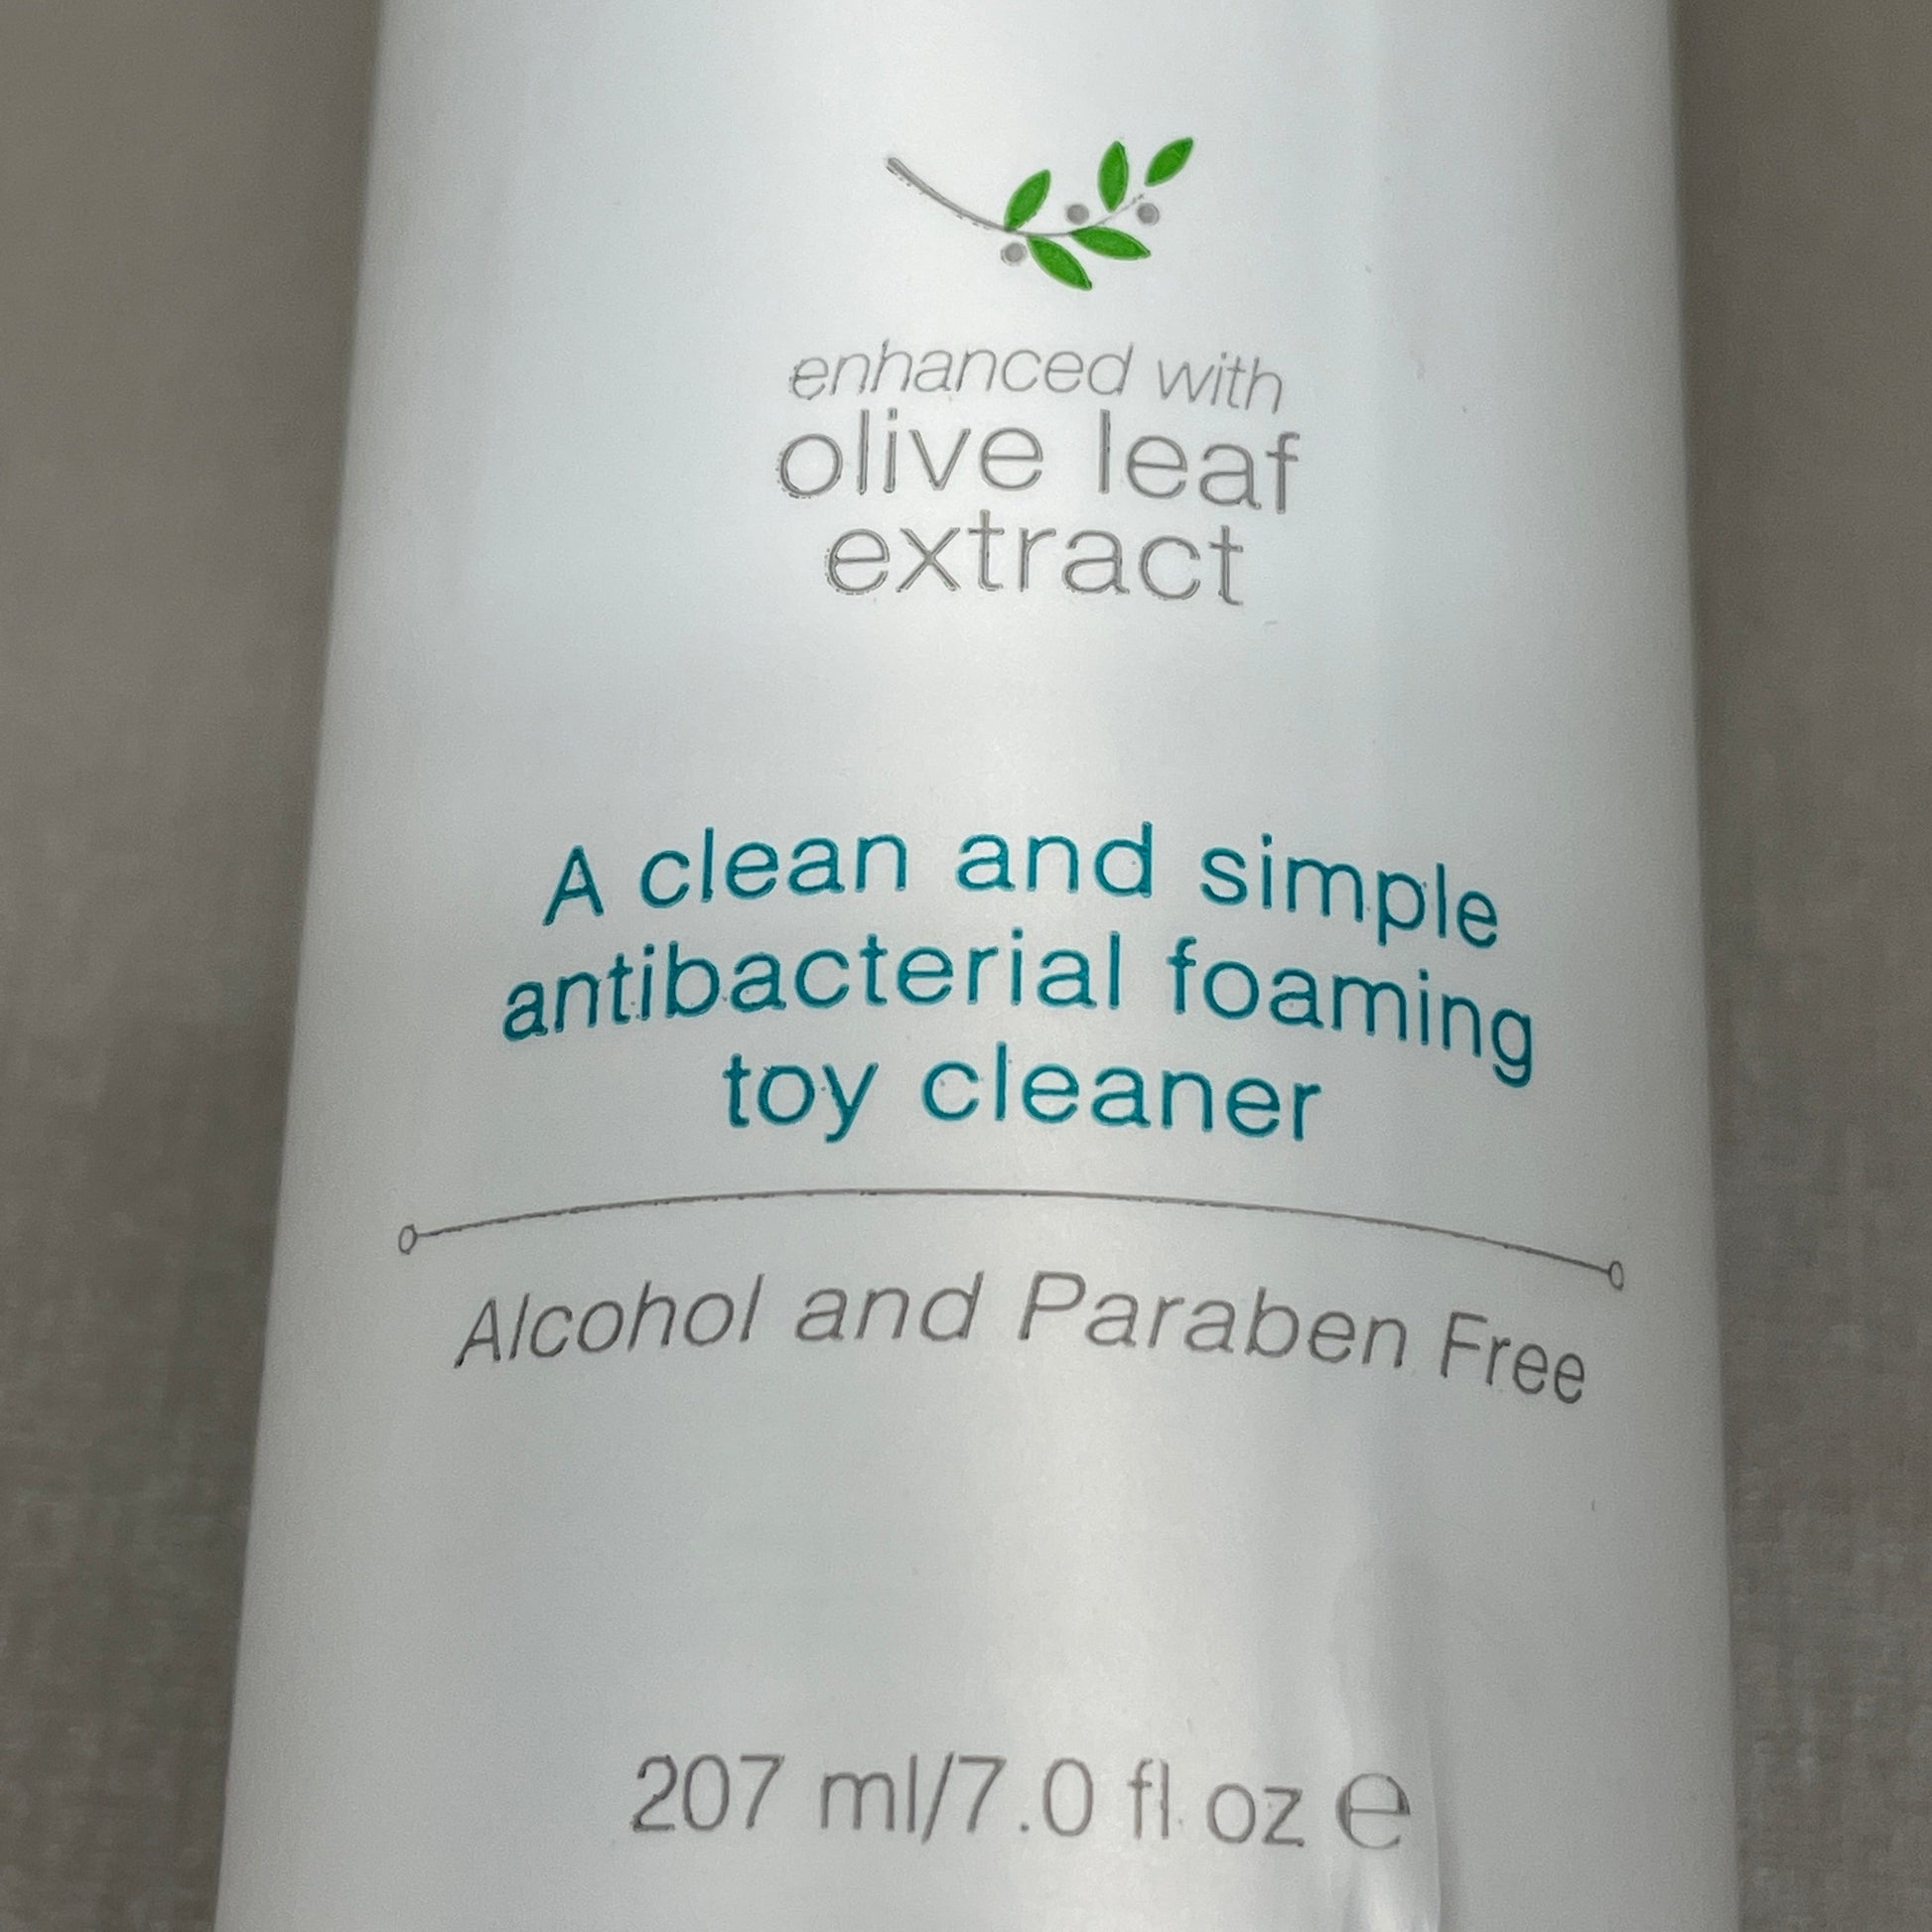 enhanced with
olive leaf
extract
A clean and simple
antibacterial foaming
toy cleaner
Alcohol and Paraben Free
207 ml/7.0 fl oz ℮